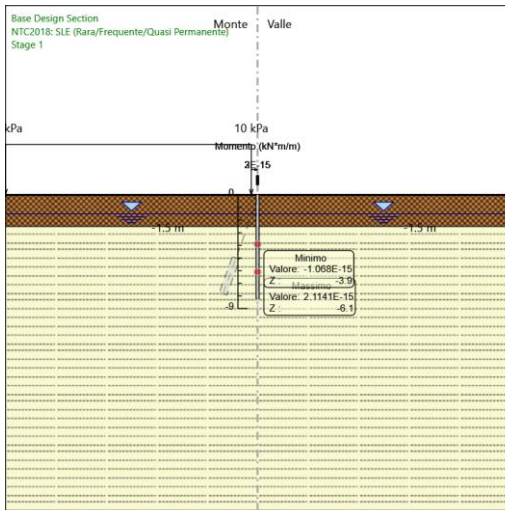 Base Design Section
NTC2018: SLE (Rara/Frequente/Quasi Permanente)
Stage 1
Monte
Valle
kPa
10 kPa
Momento (kN*m/m)
0
-1.5 m
-1.5 m
Minimo
Valore: -1.068E-15
Z : -3.9
Massimo
Valore: 2.1141E-15
Z : -6.1
-9